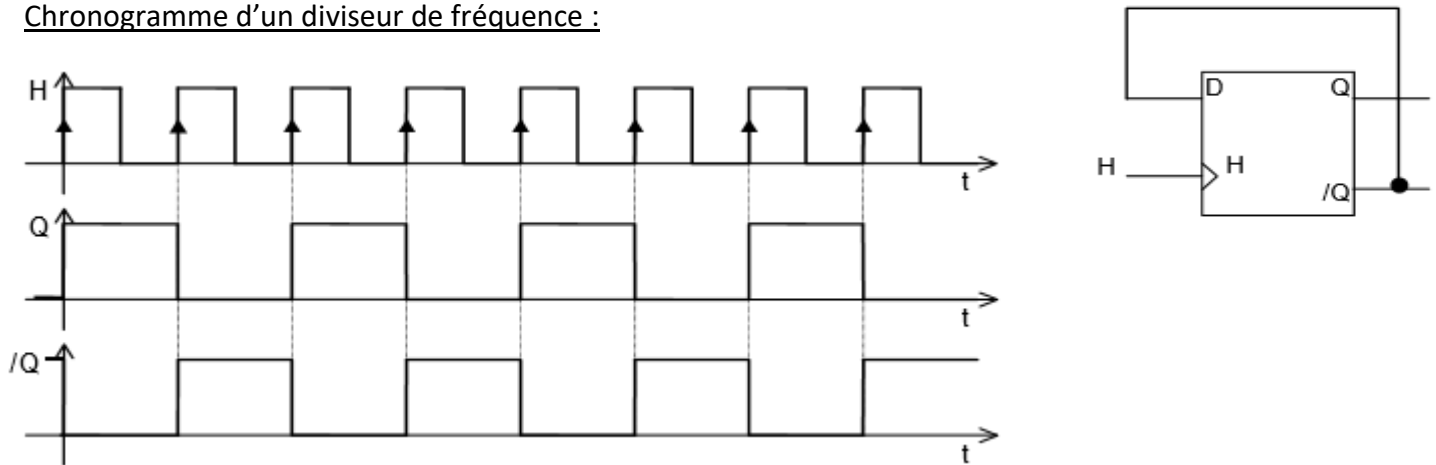 Chronogramme d’un diviseur de fréquence :
H
t
Q
t
/Q
t
D Q
H H
/Q